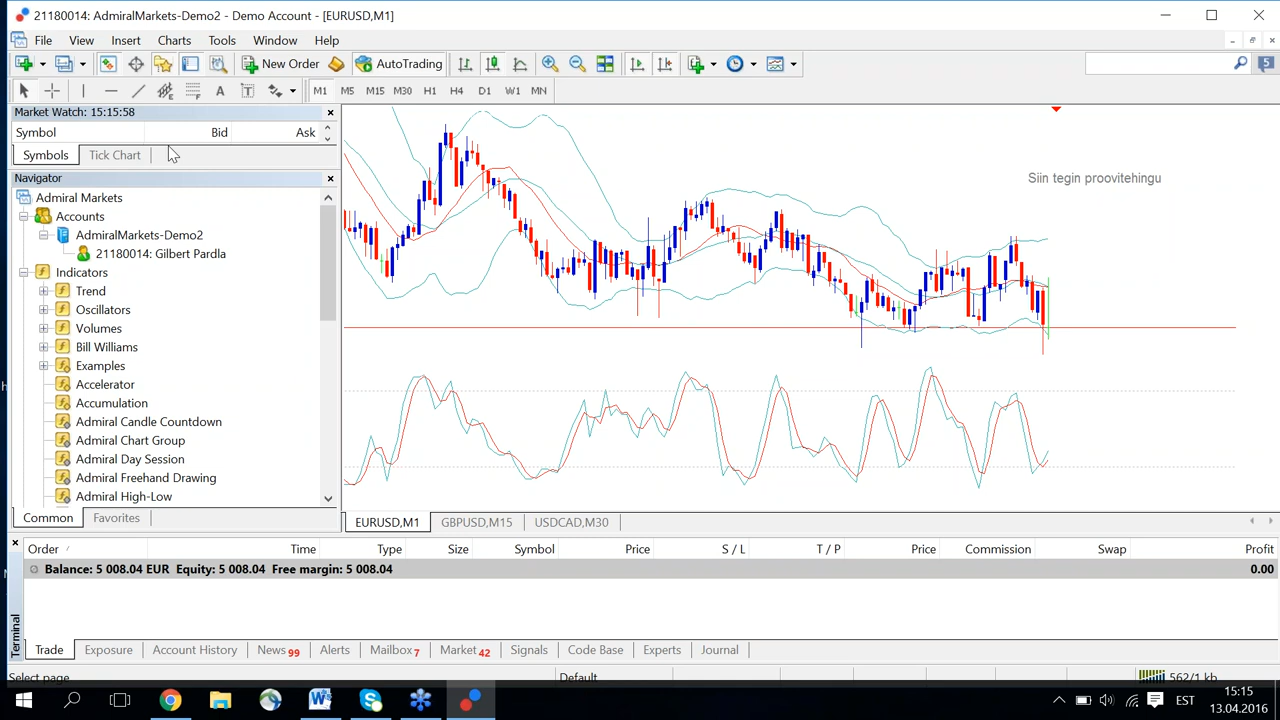 21180014: AdmiralMarkets-Demo2 - Demo Account - [EURUSD,M1]
File View Insert Charts Tools Window Help
New Order AutoTrading 5
A T M1 M5 M15 M30 H1 H4 D1 W1 MN
Market Watch: 15:15:58
Symbol Bid Ask
Symbols Tick Chart
Navigator
Admiral Markets
Accounts
AdmiralMarkets-Demo2
21180014: Gilbert Pardla
Indicators
Trend
Oscillators
Volumes
Bill Williams
Examples
Accelerator
Accumulation
Admiral Candle Countdown
Admiral Chart Group
Admiral Day Session
Admiral Freehand Drawing
Admiral High-Low
Common Favorites
Siin tegin proovitehingu
EURUSD,M1 GBPUSD,M15 USDCAD,M30
Order Time Type Size Symbol Price S / L T / P Price Commission Swap Profit
Balance: 5 008.04 EUR Equity: 5 008.04 Free margin: 5 008.04 0.00
Terminal
Trade Exposure Account History News 99 Alerts Mailbox 7 Market 42 Signals Code Base Experts Journal
Select page Default 562/1 kb
EST 15:15
13.04.2016